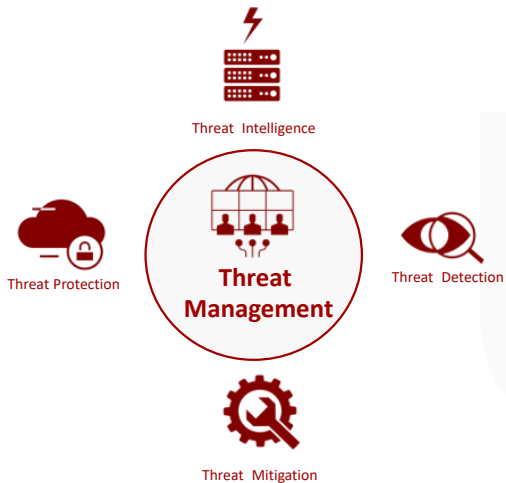 Threat Intelligence
Threat Protection
Threat
Management
Threat Detection
Threat Mitigation